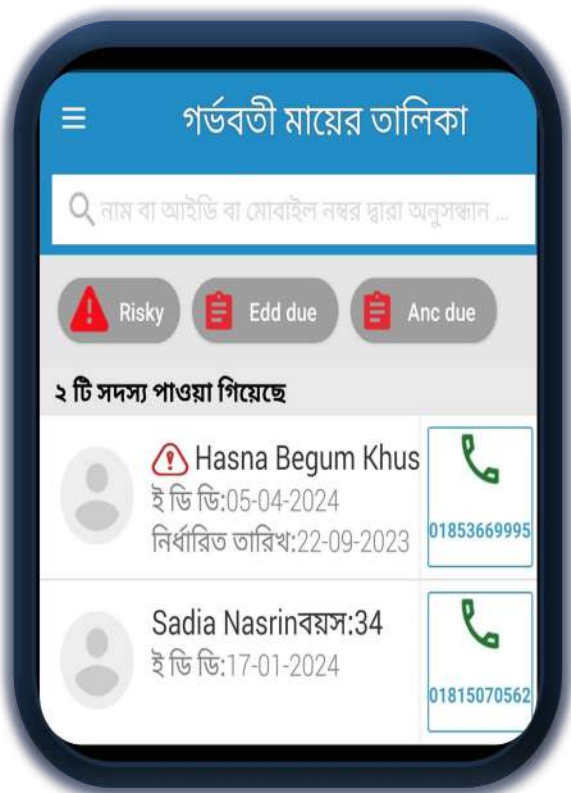 গর্ভবতী মায়ের তালিকা
নাম বা আইডি বা মোবাইল নম্বর দ্বারা অনুসন্ধান ...
Risky Edd due Anc due
২ টি সদস্য পাওয়া গিয়েছে
Hasna Begum Khus
ই ডি ডি:05-04-2024
নির্ধারিত তারিখ:22-09-2023
01853669995
Sadia Nasrinবয়স:34
ই ডি ডি:17-01-2024
01815070562